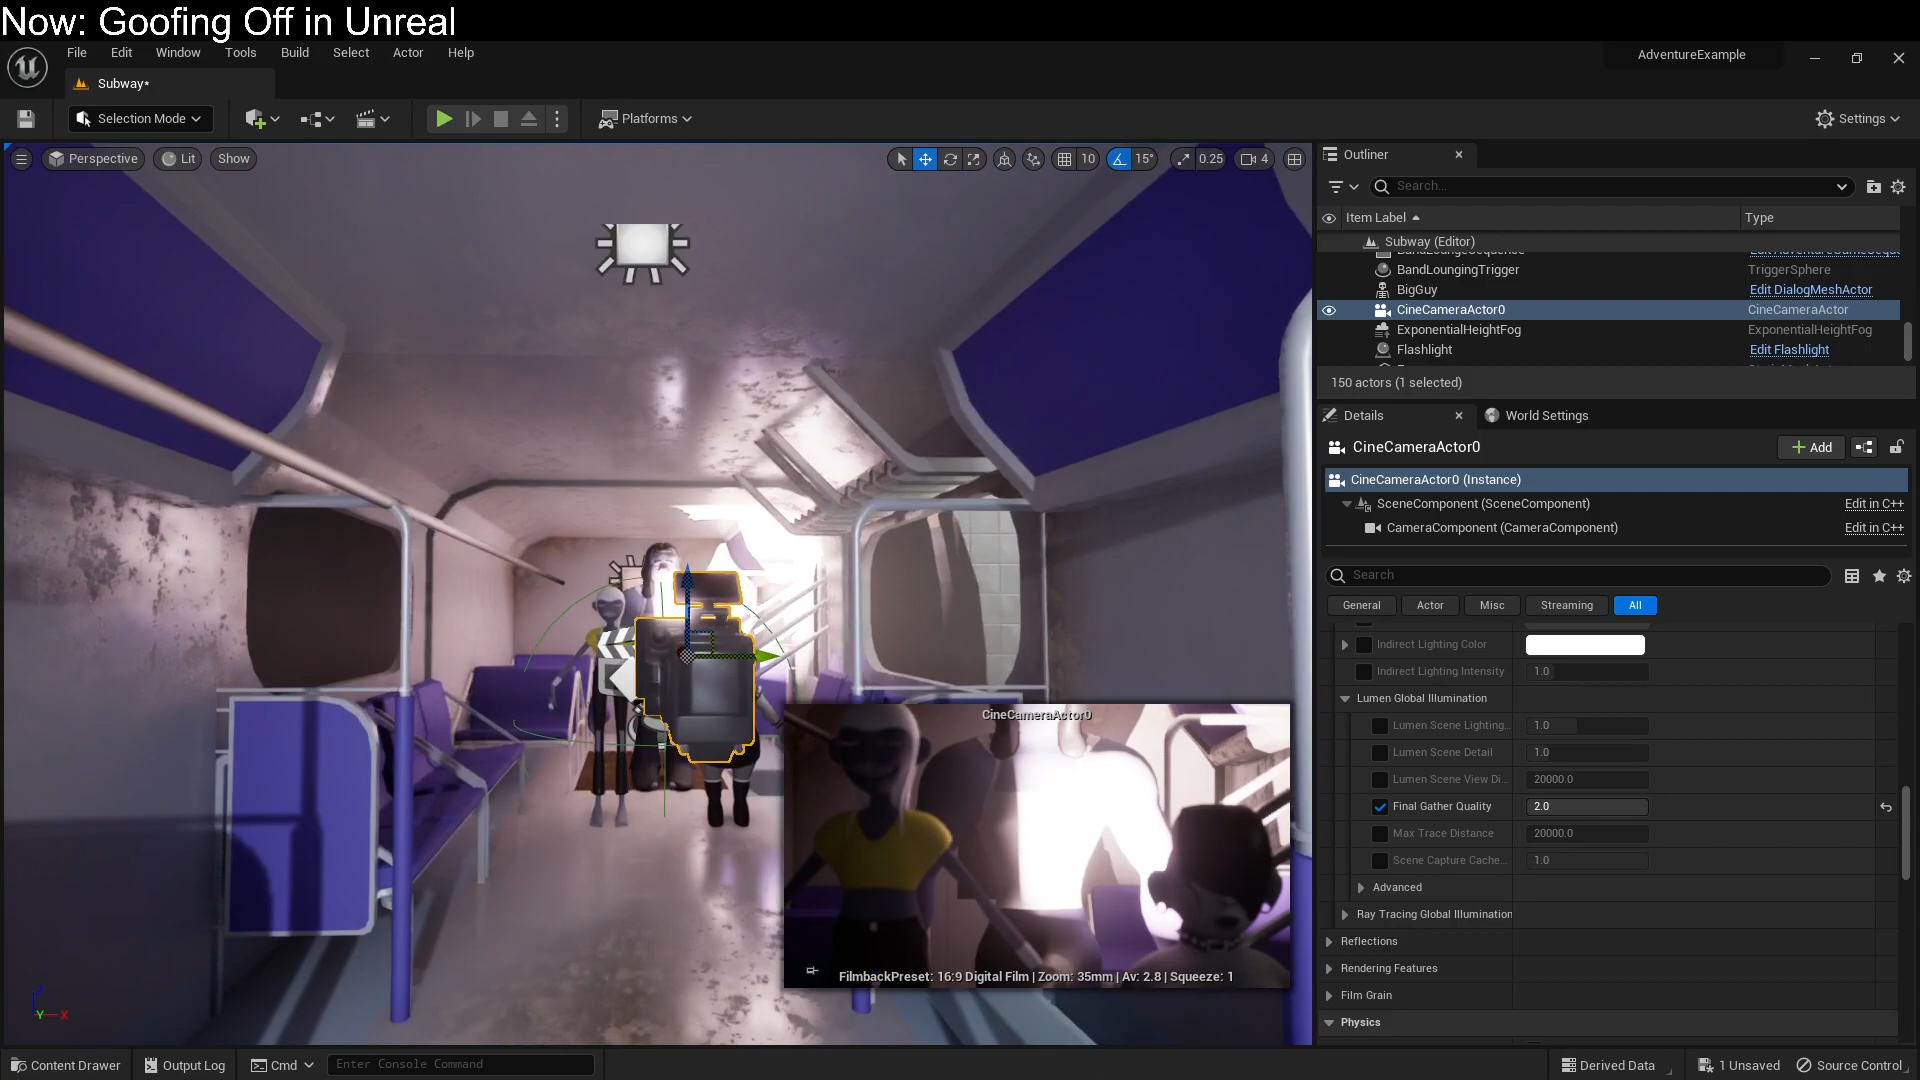 Now: Goofing Off in Unreal
File Edit Window Tools Build Select Actor Help
AdventureExample
Subway*
Selection Mode
Platforms
Settings
Perspective Lit Show
10 15° 0.25 4
Outliner
Search...
Item Label Type
Subway (Editor)
BandLoungingTrigger TriggerSphere
BigGuy Edit DialogMeshActor
CineCameraActor0 CineCameraActor
ExponentialHeightFog ExponentialHeightFog
Flashlight Edit Flashlight
150 actors (1 selected)
Details World Settings
CineCameraActor0
Add
CineCameraActor0 (Instance)
SceneComponent (SceneComponent) Edit in C++
CameraComponent (CameraComponent) Edit in C++
Search
General Actor Misc Streaming All
Indirect Lighting Color
Indirect Lighting Intensity 1.0
Lumen Global Illumination
Lumen Scene Lighting... 1.0
Lumen Scene Detail 1.0
Lumen Scene View Di... 20000.0
Final Gather Quality 2.0
Max Trace Distance 20000.0
Scene Capture Cache... 1.0
Advanced
Ray Tracing Global Illumination
Reflections
Rendering Features
Film Grain
Physics
CineCameraActor0
FilmbackPreset: 16:9 Digital Film | Zoom: 35mm | Av: 2.8 | Squeeze: 1
Z
Y X
Content Drawer Output Log Cmd Enter Console Command
Derived Data 1 Unsaved Source Control